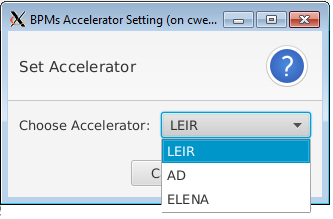 BPMs Accelerator Setting (on cwe...
Set Accelerator
?
Choose Accelerator: LEIR
LEIR
AD
ELENA